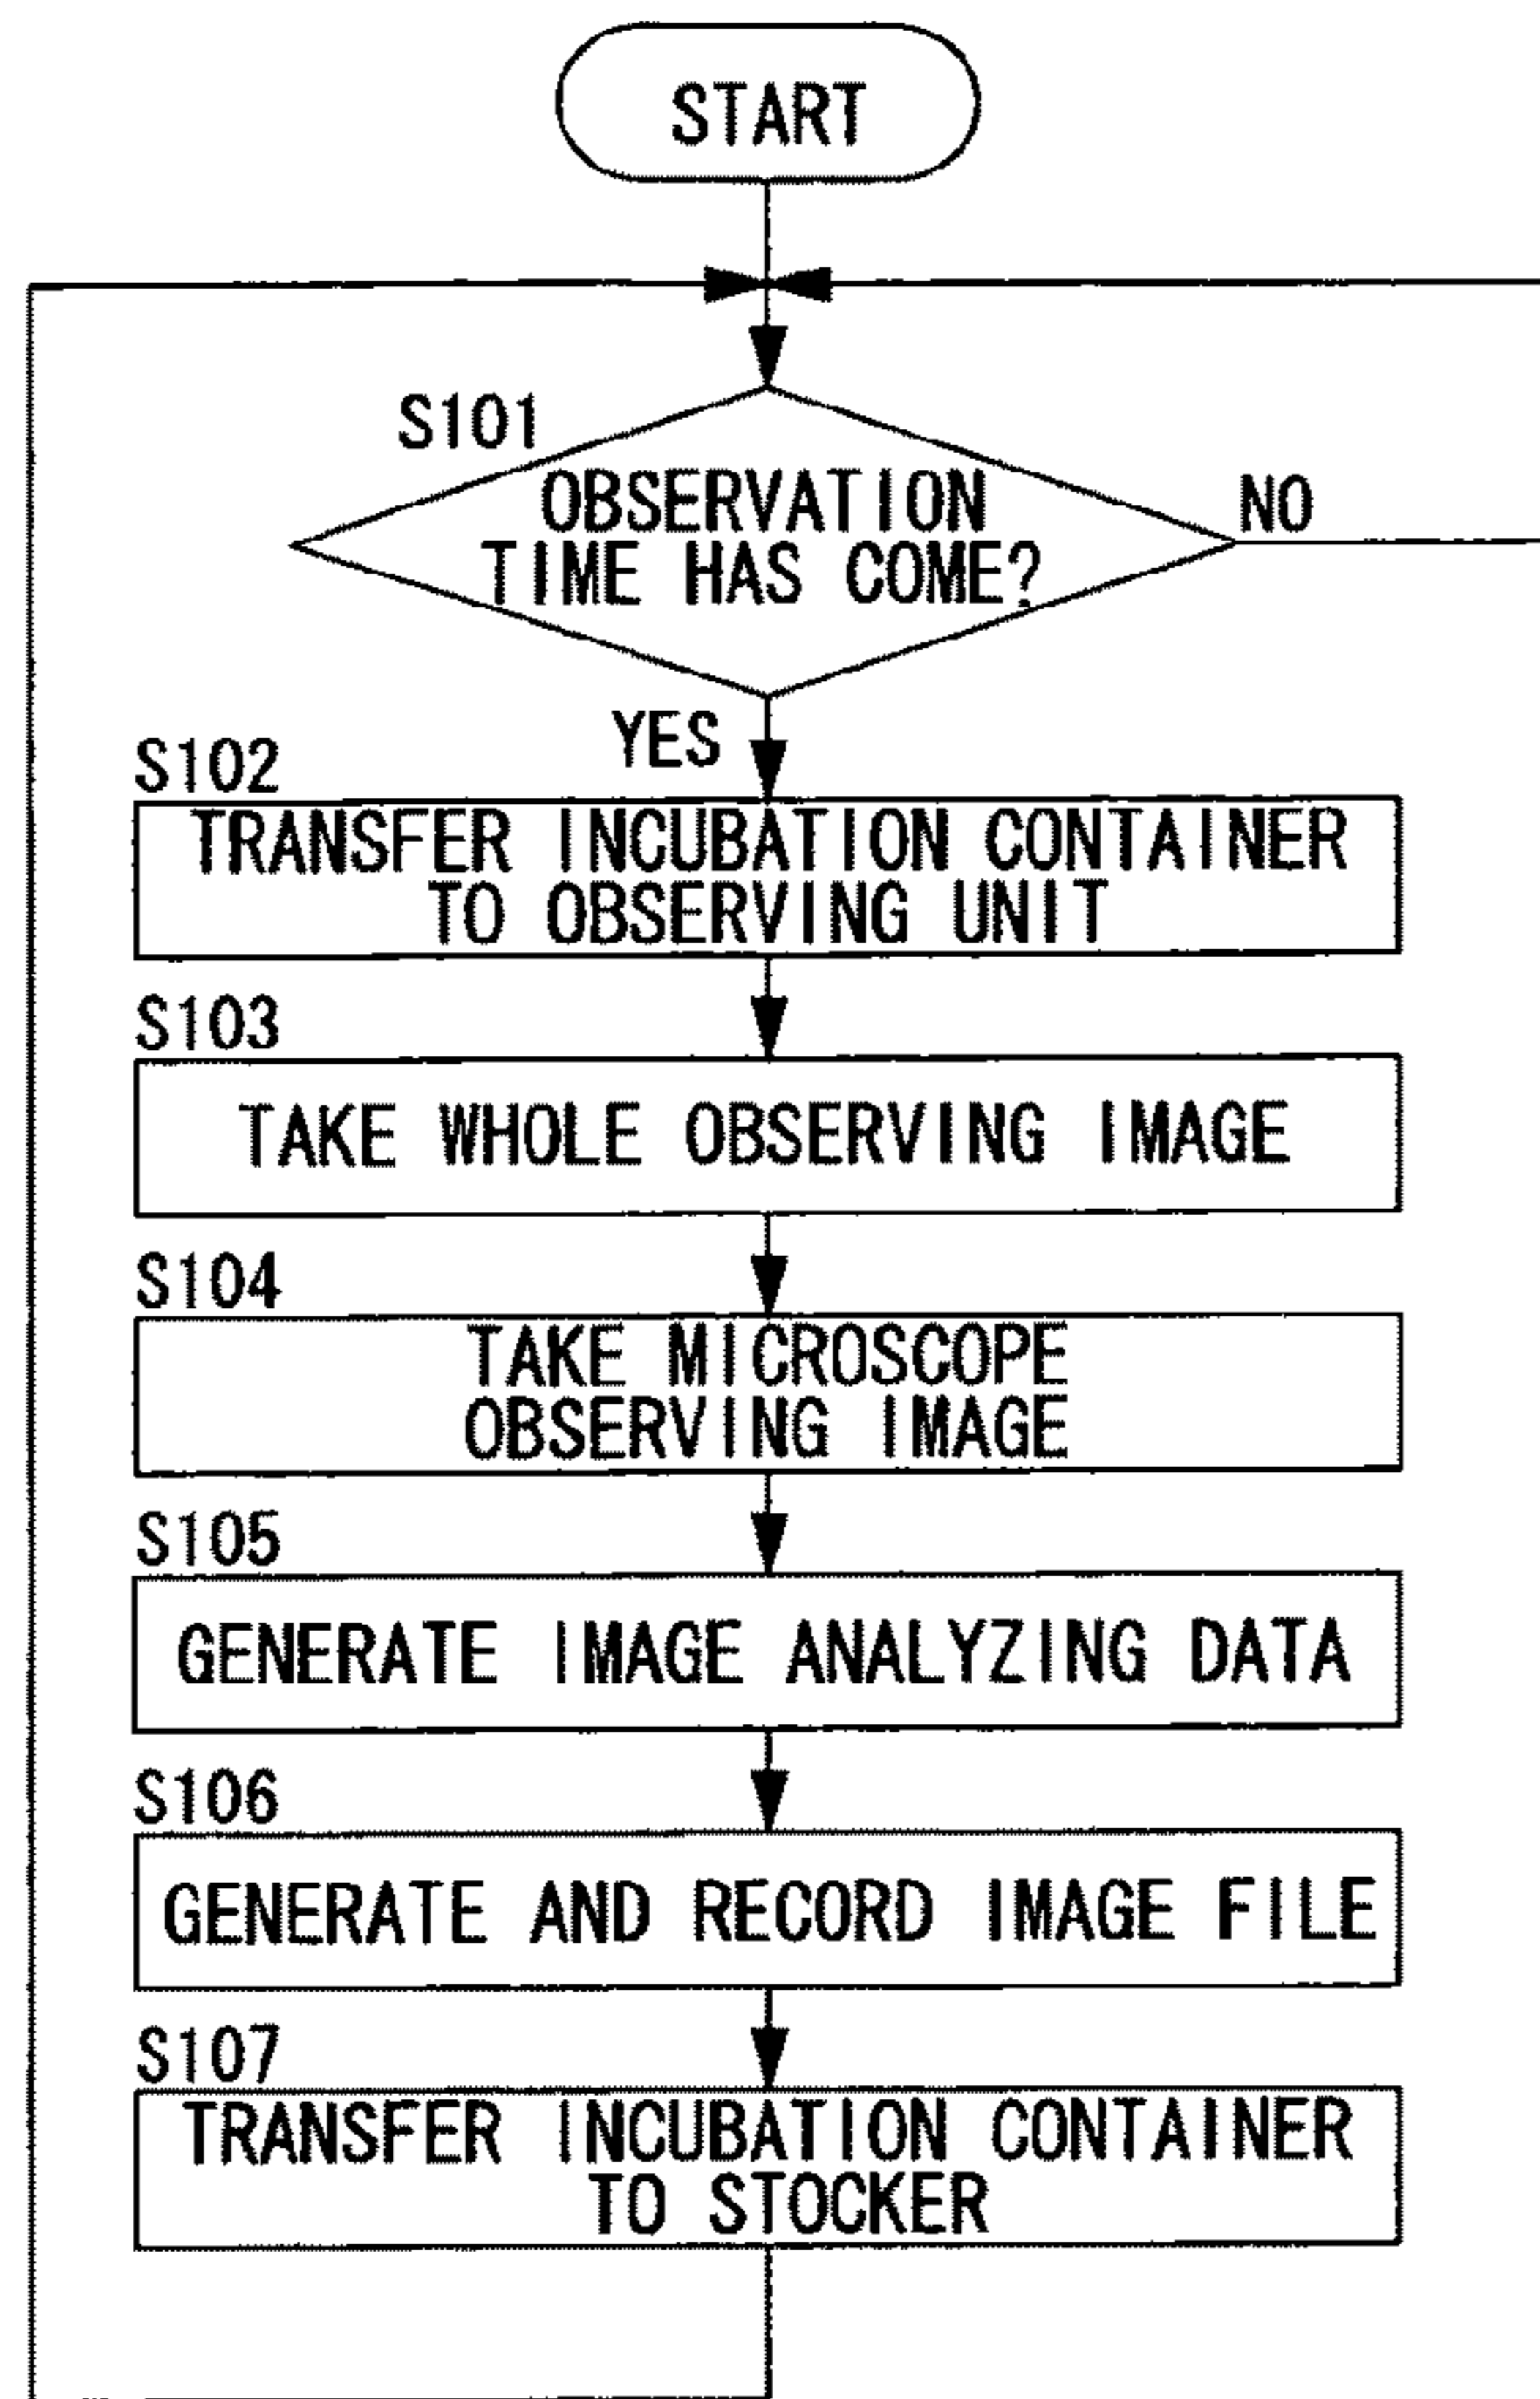 START
S101
OBSERVATION
TIME HAS COME?
NO
YES
S102
TRANSFER INCUBATION CONTAINER
TO OBSERVING UNIT
S103
TAKE WHOLE OBSERVING IMAGE
S104
TAKE MICROSCOPE
OBSERVING IMAGE
S105
GENERATE IMAGE ANALYZING DATA
S106
GENERATE AND RECORD IMAGE FILE
S107
TRANSFER INCUBATION CONTAINER
TO STOCKER